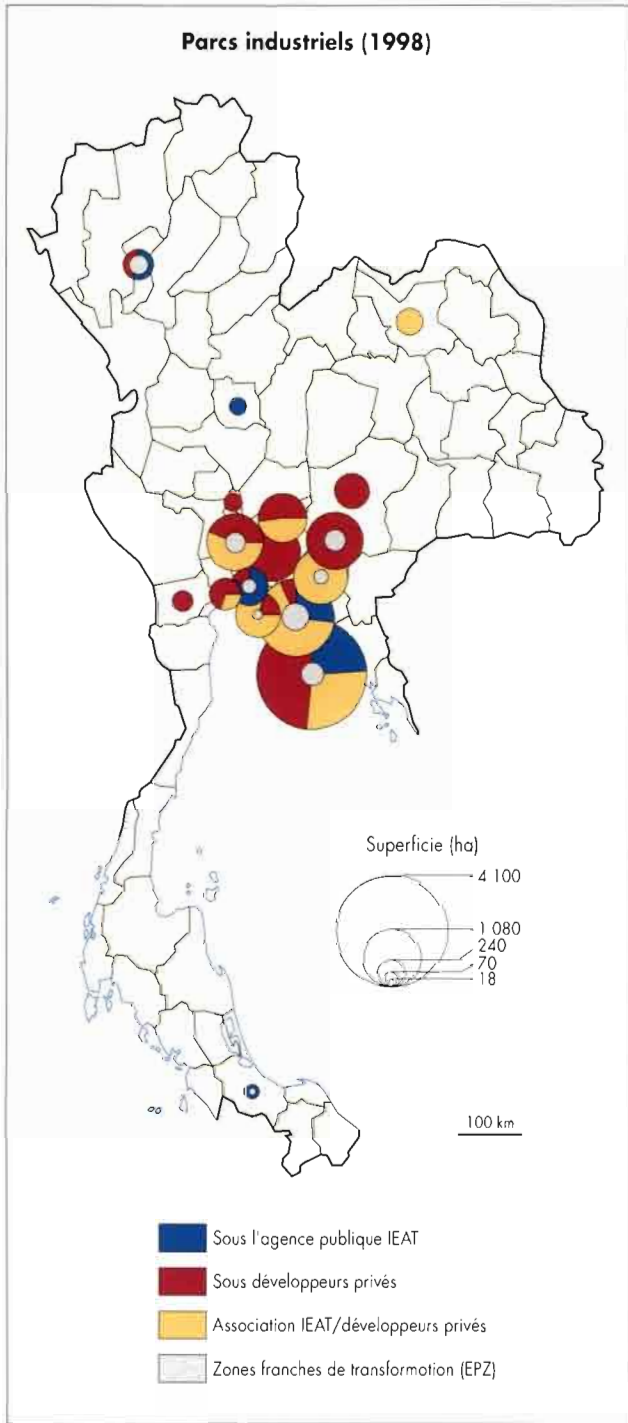 Parcs industriels (1998)
Superficie (ha)
4 100
1 080
240
70
18
100 km
Sous l'agence publique IEAT
Sous développeurs privés
Association IEAT/développeurs privés
Zones franches de transformotion (EPZ)